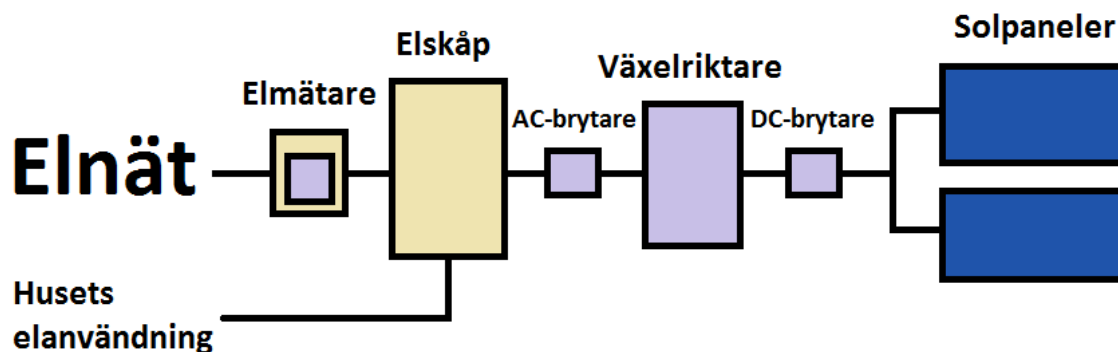 Elnät
Elmätare
Elskåp
AC-brytare
Växelriktare
DC-brytare
Solpaneler
Husets
elanvändning